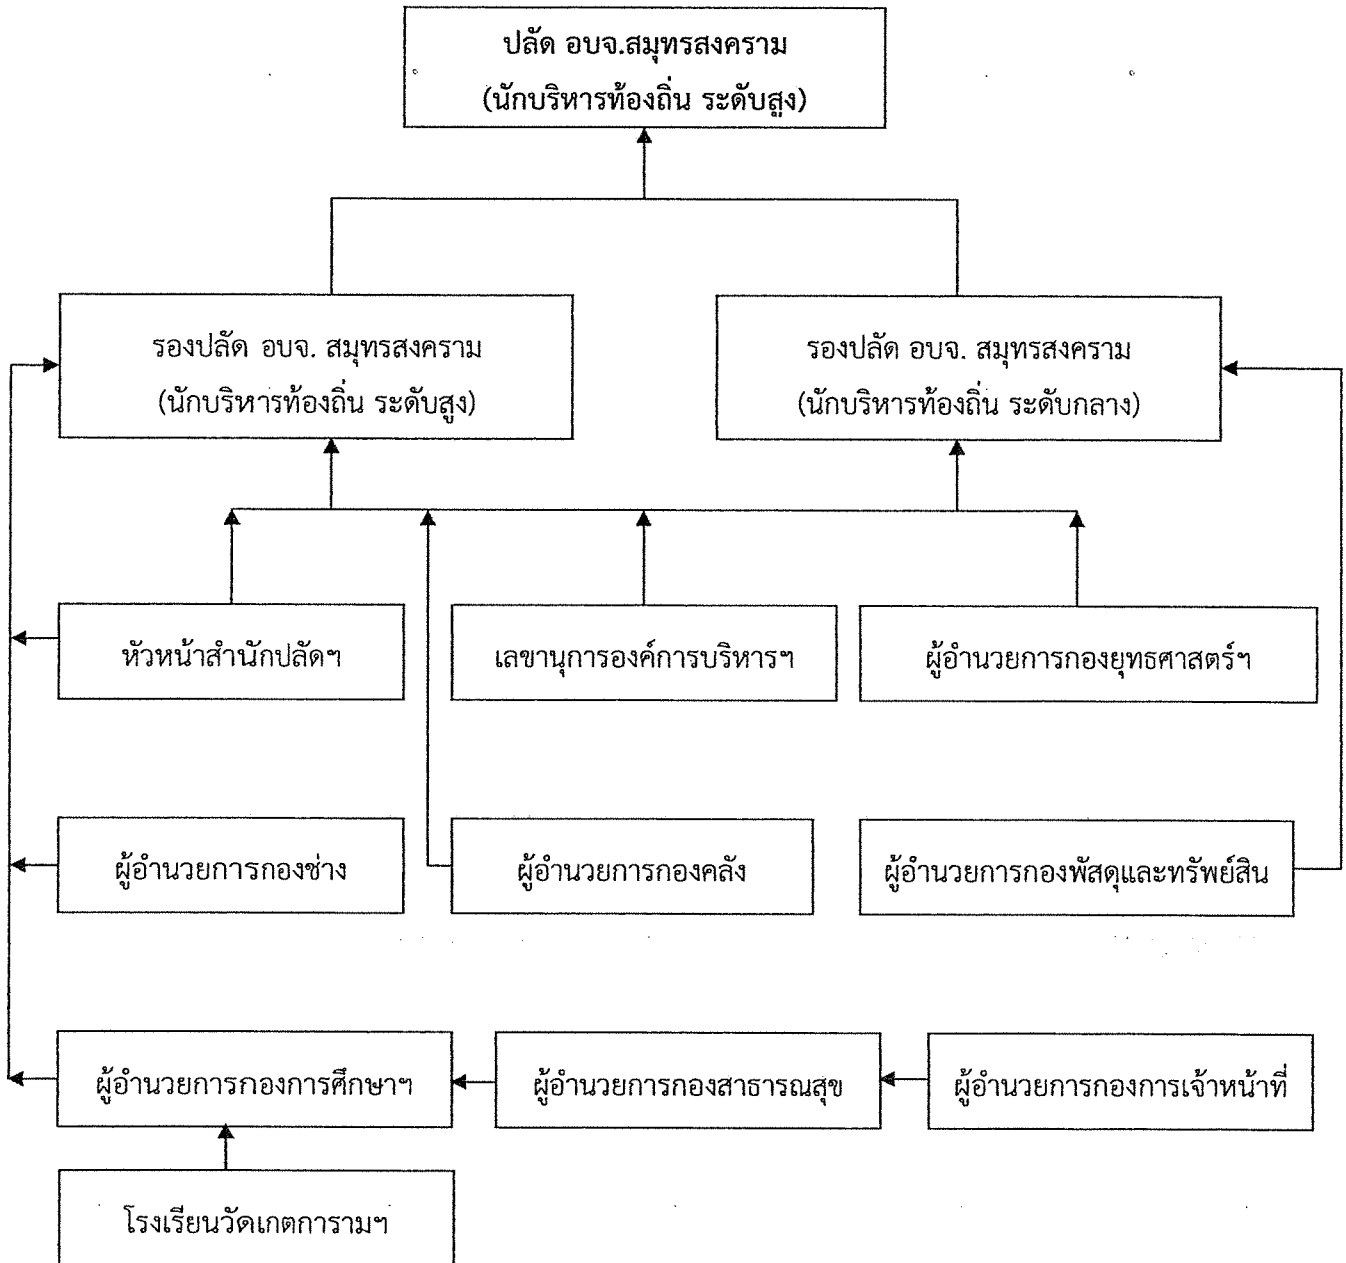 ปลัด อบจ.สมุทรสงคราม
(นักบริหารท้องถิ่น ระดับสูง)
รองปลัด อบจ. สมุทรสงคราม
(นักบริหารท้องถิ่น ระดับสูง)
รองปลัด อบจ. สมุทรสงคราม
(นักบริหารท้องถิ่น ระดับกลาง)
หัวหน้าสำนักปลัดฯ
เลขานุการองค์การบริหารฯ
ผู้อำนวยการกองยุทธศาสตร์ฯ
ผู้อำนวยการกองช่าง
ผู้อำนวยการกองคลัง
ผู้อำนวยการกองพัสดุและทรัพย์สิน
ผู้อำนวยการกองการศึกษาฯ
ผู้อำนวยการกองสาธารณสุข
ผู้อำนวยการกองการเจ้าหน้าที่
โรงเรียนวัดเกตการามฯ